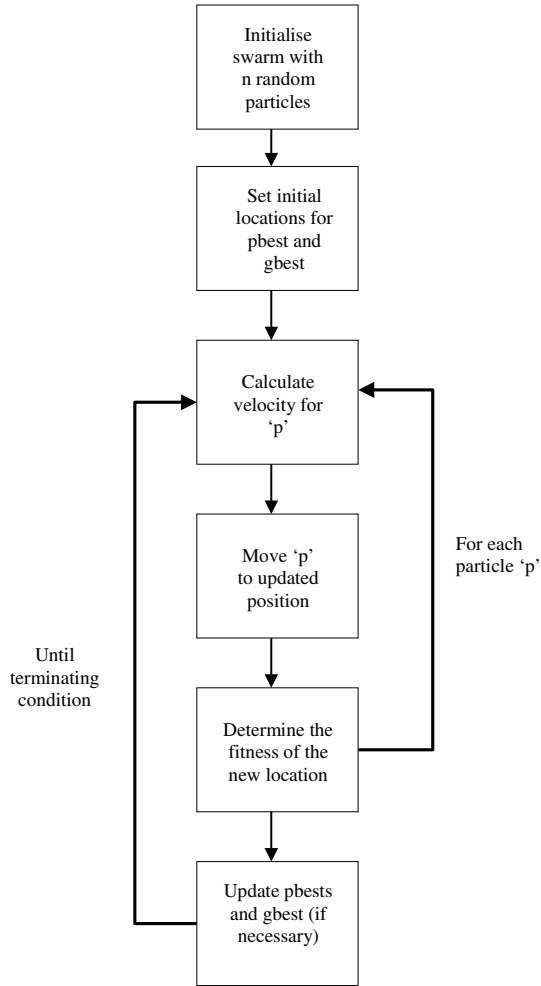 Initialise
swarm with
n random
particles
Set initial
locations for
pbest and
gbest
Calculate
velocity for
‘p’
Move ‘p’
to updated
position
For each
particle ‘p’
Until
terminating
condition
Determine the
fitness of the
new location
Update pbests
and gbest (if
necessary)